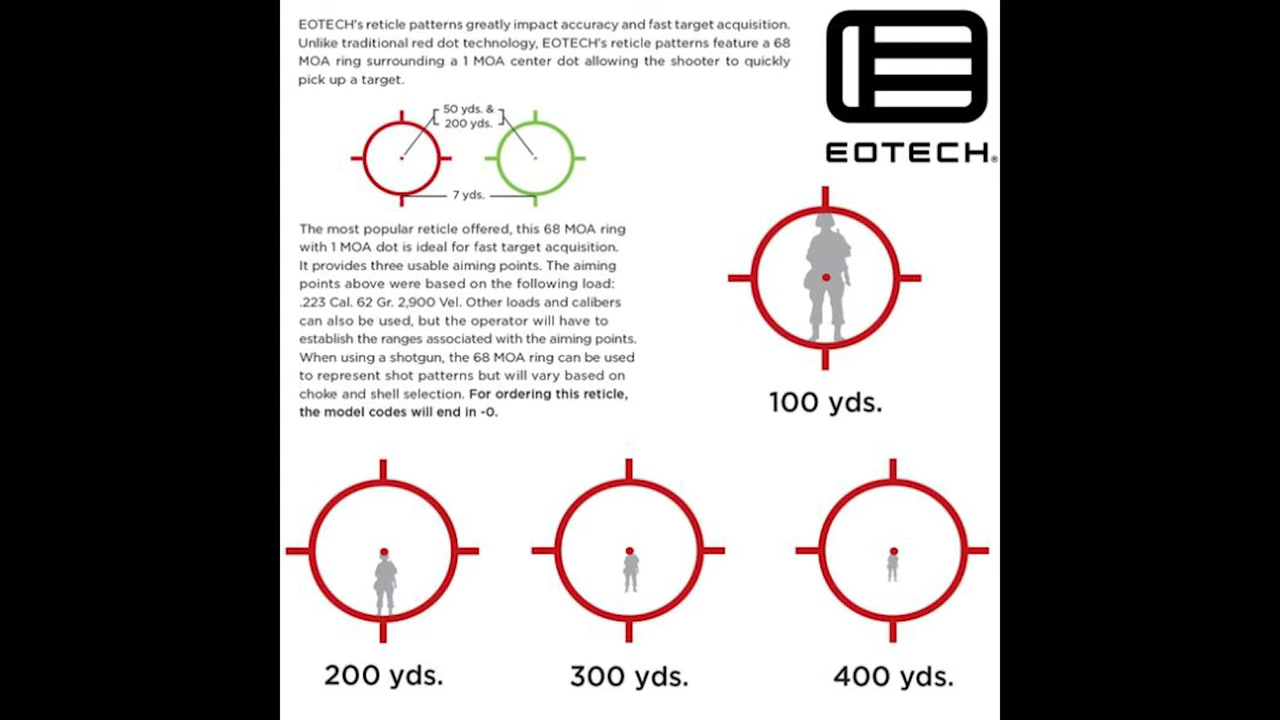 EOTECH's reticle patterns greatly impact accuracy and fast target acquisition.
Unlike traditional red dot technology, EOTECH's reticle patterns feature a 68
MOA ring surrounding a 1 MOA center dot allowing the shooter to quickly
pick up a target.
EOTECH®
50 yds. &
200 yds.
7 yds.
The most popular reticle offered, this 68 MOA ring
with 1 MOA dot is ideal for fast target acquisition.
It provides three usable aiming points. The aiming
points above were based on the following load:
.223 Cal. 62 Gr. 2,900 Vel. Other loads and calibers
can also be used, but the operator will have to
establish the ranges associated with the aiming points.
When using a shotgun, the 68 MOA ring can be used
to represent shot patterns but will vary based on
choke and shell selection. For ordering this reticle,
the model codes will end in -0.
100 yds.
200 yds.
300 yds.
400 yds.